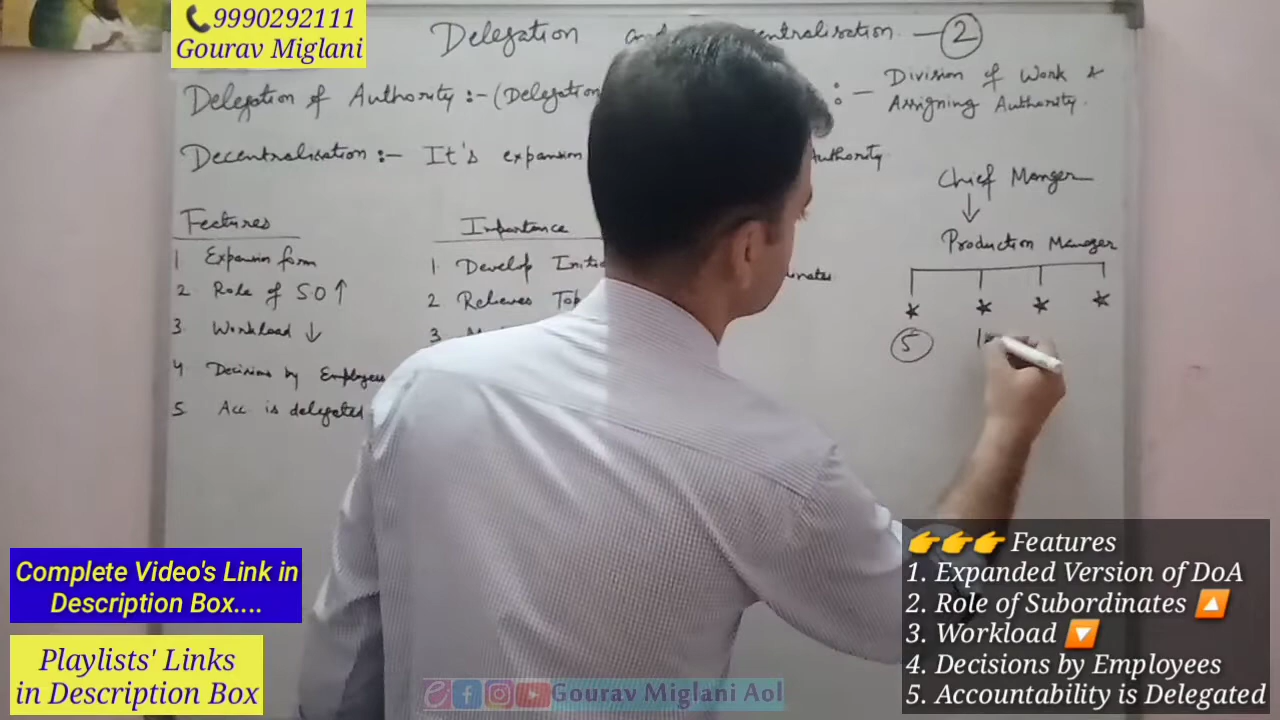 📞9990292111
Gourav Miglani
Delegation and entralisation - 2
Delegation of Authority :- (Delegation :- Division of Work &
Assigning Authority.
Decentralisation :- It's expansion Authority
Chief Manger
↓
Production Manager
Features
1 Expansion form
2 Role of SO ↑
3 Workload ↓
4 Decisions by Employees
5 Acc is delegated
Importance
1. Develop
2 Relieves Top
3
* * * *
5
Complete Video's Link in
Description Box....
Playlists' Links
in Description Box
👉👉👉 Features
1. Expanded Version of DoA
2. Role of Subordinates 🔼
3. Workload 🔽
4. Decisions by Employees
5. Accountability is Delegated
Gourav Miglani Aol